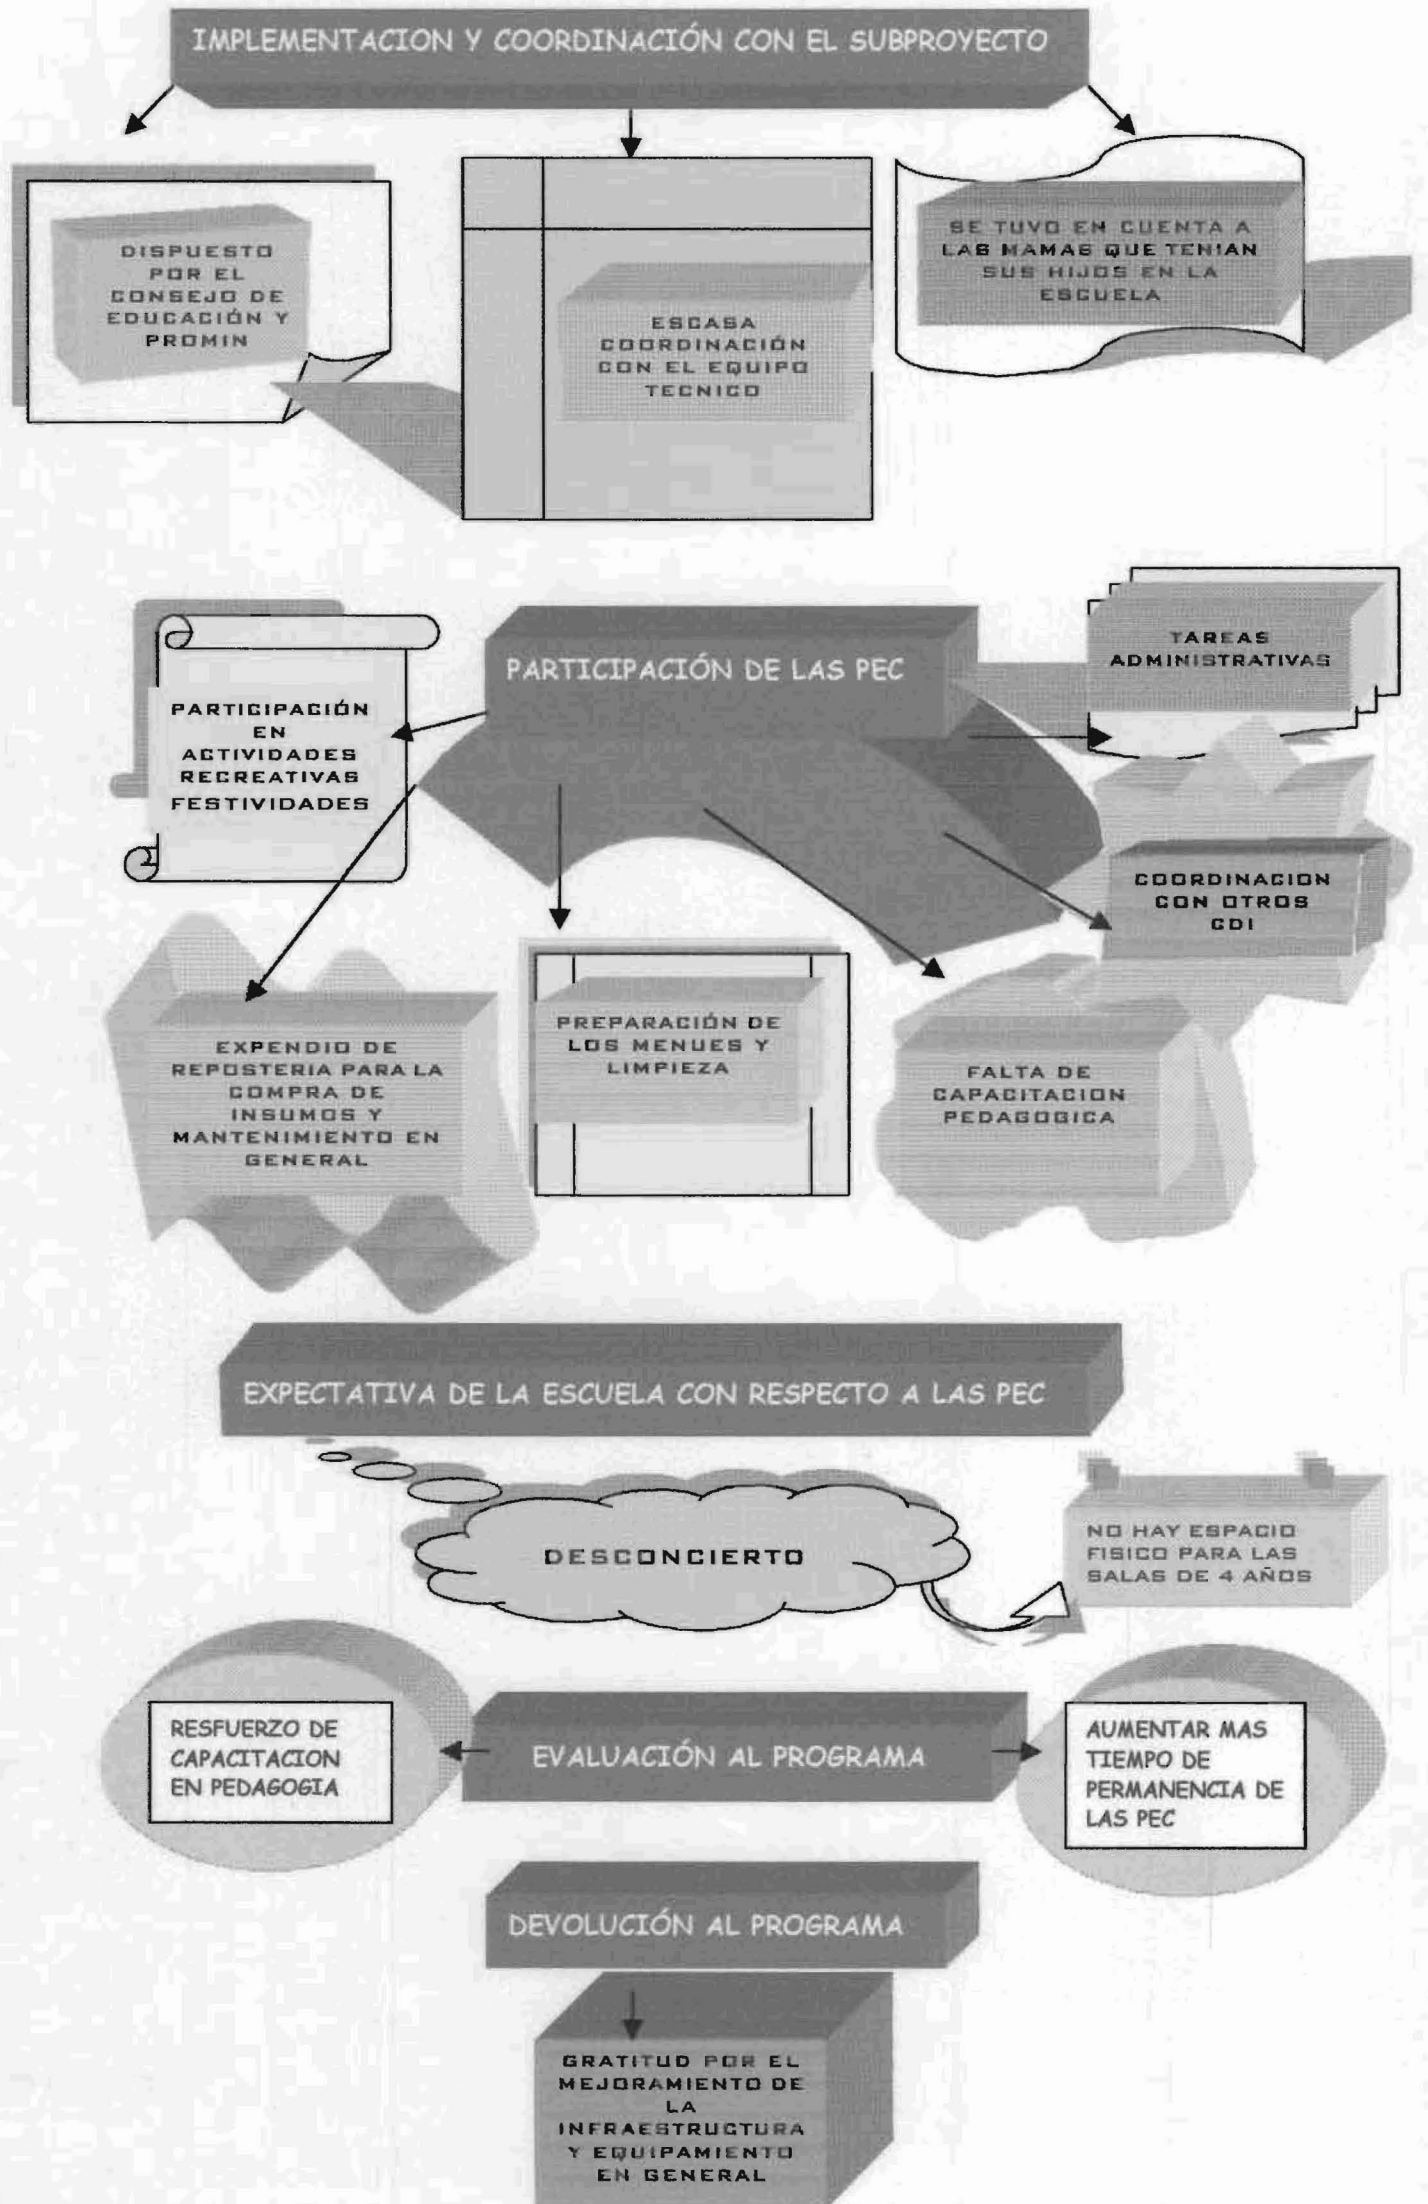 IMPLEMENTACION Y COORDINACIÓN CON EL SUBPROYECTO
DISPUESTO
POR EL
CONSEJO DE
EDUCACIÓN Y
PROMIN
ESCASA
COORDINACIÓN
CON EL EQUIPO
TECNICO
SE TUVO EN CUENTA A
LAS MAMAS QUE TENIAN
SUS HIJOS EN LA
ESCUELA
PARTICIPACIÓN DE LAS PEC
TAREAS
ADMINISTRATIVAS
PARTICIPACIÓN
EN
ACTIVIDADES
RECREATIVAS
FESTIVIDADES
COORDINACION
CON OTROS
CDI
EXPENDIO DE
REPOSTERIA PARA LA
COMPRA DE
INSUMOS Y
MANTENIMIENTO EN
GENERAL
PREPARACIÓN DE
LOS MENUES Y
LIMPIEZA
FALTA DE
CAPACITACION
PEDAGOGICA
EXPECTATIVA DE LA ESCUELA CON RESPECTO A LAS PEC
DESCONCIERTO
NO HAY ESPACIO
FISICO PARA LAS
SALAS DE 4 AÑOS
RESFUERZO DE
CAPACITACION
EN PEDAGOGIA
EVALUACIÓN AL PROGRAMA
AUMENTAR MAS
TIEMPO DE
PERMANENCIA DE
LAS PEC
DEVOLUCIÓN AL PROGRAMA
GRATITUD POR EL
MEJORAMIENTO DE
LA
INFRAESTRUCTURA
Y EQUIPAMIENTO
EN GENERAL